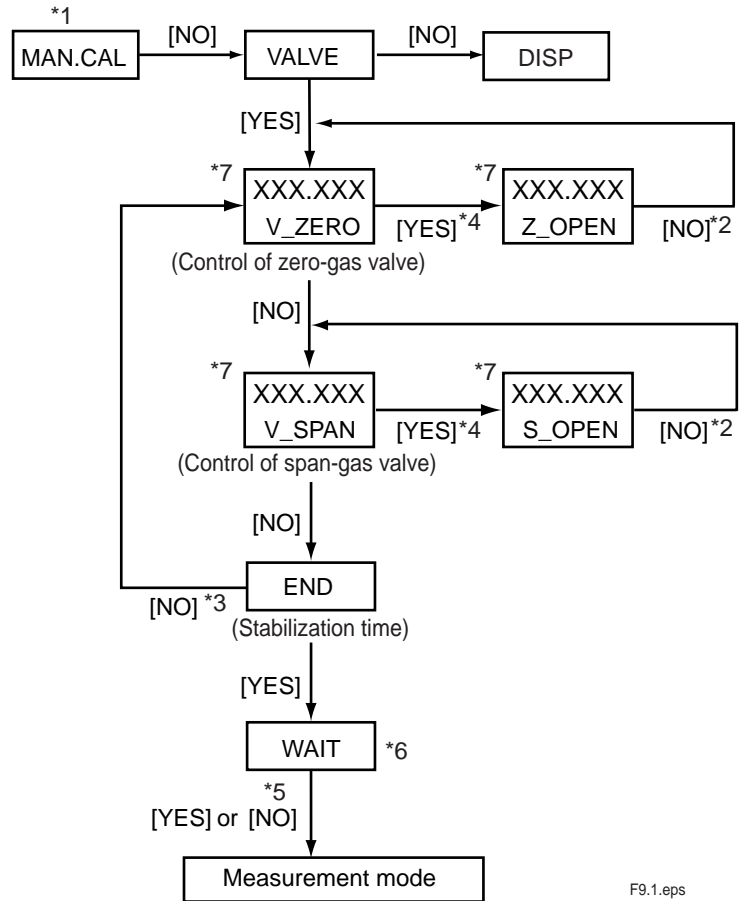 *1
MAN.CAL [NO] VALVE [NO] DISP
[YES]
*7 XXX.XXX V_ZERO [YES]*4 *7 XXX.XXX Z_OPEN [NO]*2
(Control of zero-gas valve)
[NO]
*7 XXX.XXX V_SPAN [YES]*4 *7 XXX.XXX S_OPEN [NO]*2
(Control of span-gas valve)
[NO]
END
[NO] *3
(Stabilization time)
[YES]
WAIT *6
*5
[YES] or [NO]
Measurement mode
F9.1.eps